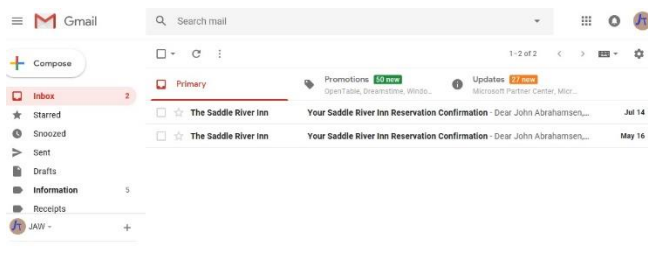 Gmail
Search mail
Compose
1-2 of 2
Primary
Promotions 50 new
OpenTable, Dreamstime, Windo...
Updates 27 new
Microsoft Partner Center, Micr...
Inbox 2
Starred
Snoozed
Sent
Drafts
Information 5
Receipts
JAW
The Saddle River Inn Your Saddle River Inn Reservation Confirmation - Dear John Abrahamsen,... Jul 14
The Saddle River Inn Your Saddle River Inn Reservation Confirmation - Dear John Abrahamsen,... May 16